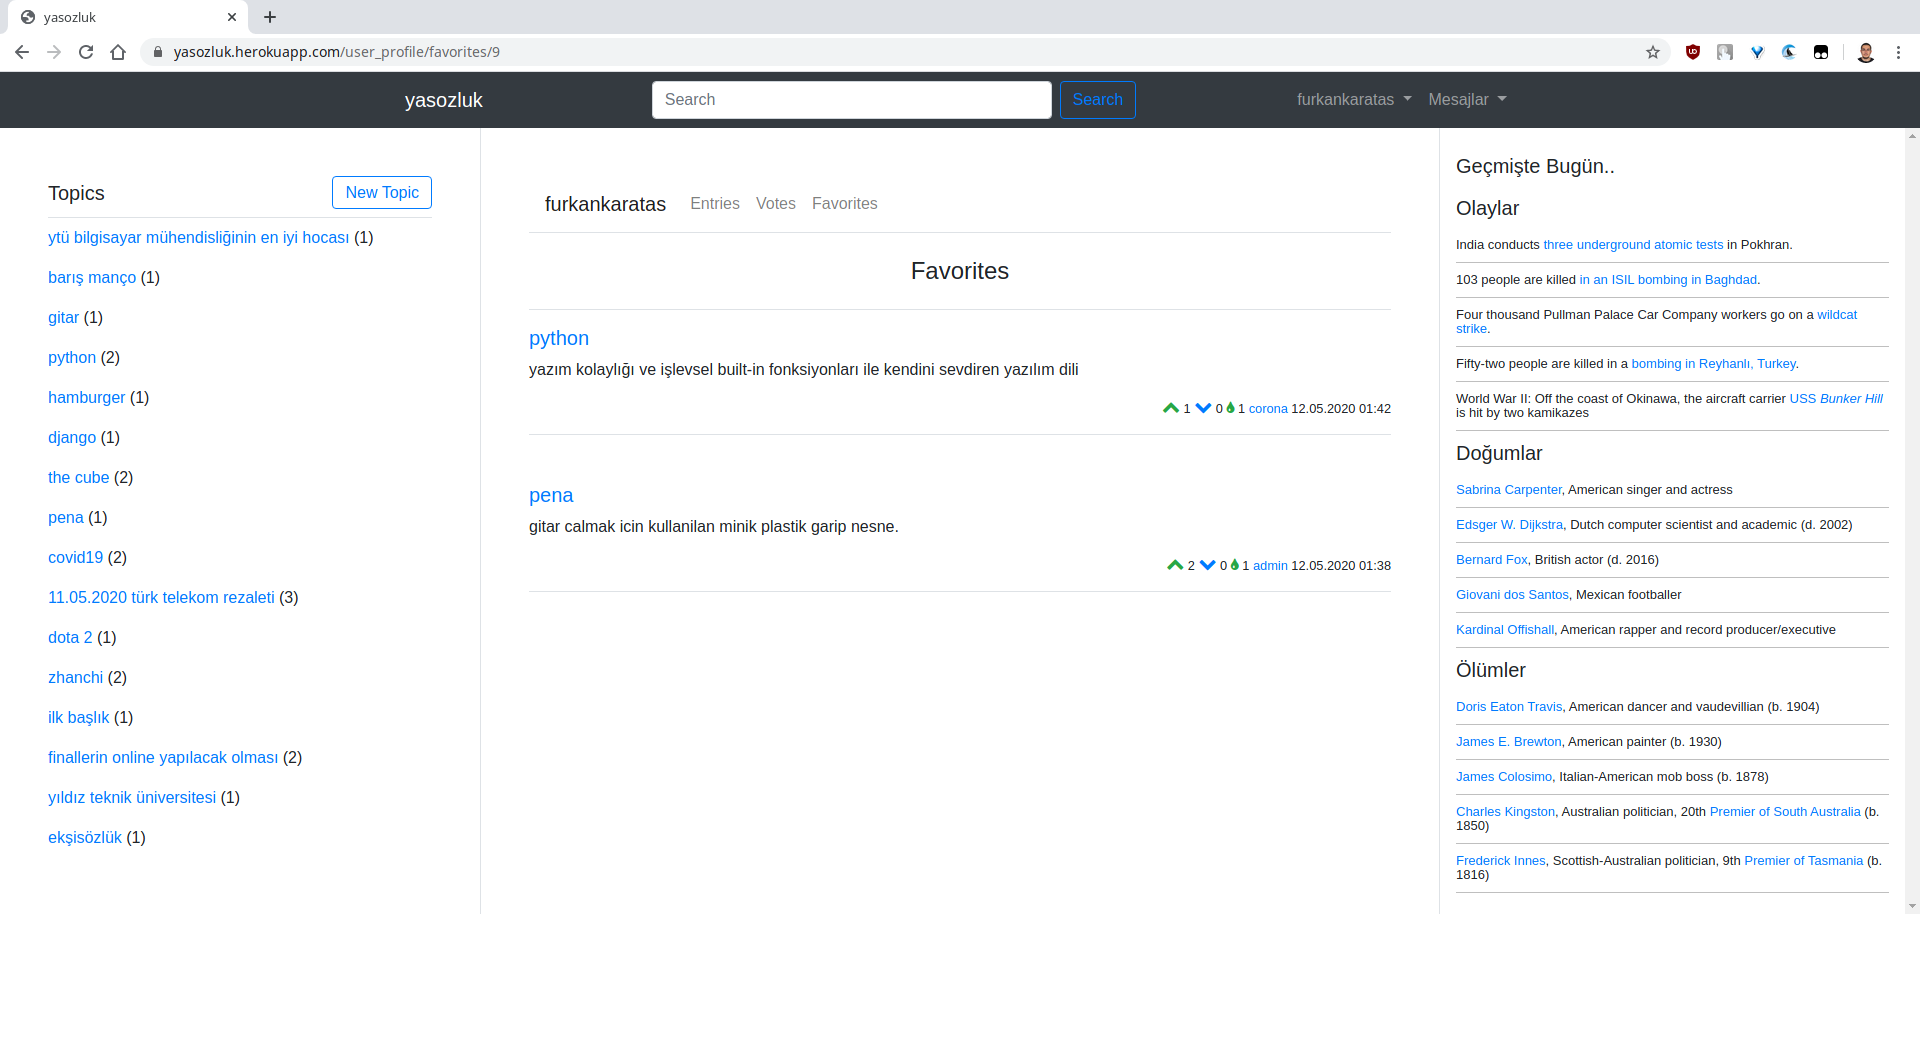 yasozluk
yasozluk.herokuapp.com/user_profile/favorites/9
yasozluk
Search
Search
furkankaratas
Mesajlar
Topics
New Topic
ytü bilgisayar mühendisliğinin en iyi hocası (1)
barış manço (1)
gitar (1)
python (2)
hamburger (1)
django (1)
the cube (2)
pena (1)
covid19 (2)
11.05.2020 türk telekom rezaleti (3)
dota 2 (1)
zhanchi (2)
ilk başlık (1)
finallerin online yapılacak olması (2)
yıldız teknik üniversitesi (1)
ekşisözlük (1)
furkankaratas Entries Votes Favorites
Favorites
python
yazım kolaylığı ve işlevsel built-in fonksiyonları ile kendini sevdiren yazılım dili
1 0 1 corona 12.05.2020 01:42
pena
gitar calmak icin kullanilan minik plastik garip nesne.
2 0 1 admin 12.05.2020 01:38
Geçmişte Bugün..
Olaylar
India conducts three underground atomic tests in Pokhran.
103 people are killed in an ISIL bombing in Baghdad.
Four thousand Pullman Palace Car Company workers go on a wildcat
strike.
Fifty-two people are killed in a bombing in Reyhanlı, Turkey.
World War II: Off the coast of Okinawa, the aircraft carrier USS Bunker Hill
is hit by two kamikazes
Doğumlar
Sabrina Carpenter, American singer and actress
Edsger W. Dijkstra, Dutch computer scientist and academic (d. 2002)
Bernard Fox, British actor (d. 2016)
Giovani dos Santos, Mexican footballer
Kardinal Offishall, American rapper and record producer/executive
Ölümler
Doris Eaton Travis, American dancer and vaudevillian (b. 1904)
James E. Brewton, American painter (b. 1930)
James Colosimo, Italian-American mob boss (b. 1878)
Charles Kingston, Australian politician, 20th Premier of South Australia (b.
1850)
Frederick Innes, Scottish-Australian politician, 9th Premier of Tasmania (b.
1816)